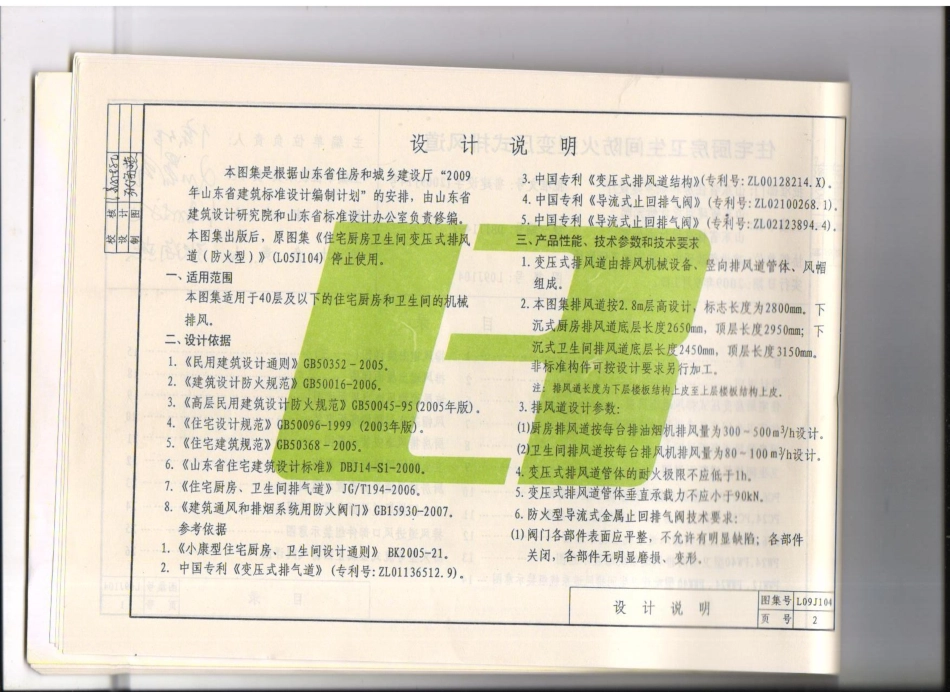 设 计 说 明
本图集是根据山东省住房和城乡建设厅“2009
年山东省建筑标准设计编制计划”的安排，由山东省
建筑设计研究院和山东省标准设计办公室负责修编。
本图集出版后，原图集《住宅厨房卫生间变压式排风
道（防火型）》(L05J104) 停止使用。
一、适用范围
本图集适用于40层及以下的住宅厨房和卫生间的机械
排风。
二、设计依据
1.《民用建筑设计通则》GB50352-2005。
2.《建筑设计防火规范》GB50016-2006。
3.《高层民用建筑设计防火规范》GB50045-95(2005年版)。
4.《住宅设计规范》GB50096-1999 (2003年版)。
5.《住宅建筑规范》GB50368-2005。
6.《山东省住宅建筑设计标准》DBJ14-S1-2000。
7.《住宅厨房、卫生间排气道》JG/T194-2006。
8.《建筑通风和排烟系统用防火阀门》GB15930-2007。
参考依据
1.《小康型住宅厨房、卫生间设计通则》BK2005-21。
2. 中国专利《变压式排气道》(专利号:ZL01136512.9)。
3.中国专利《变压式排风道结构》(专利号:ZL00128214.X)。
4.中国专利《导流式止回排气阀》(专利号:ZL02100268.1)。
5.中国专利《导流式止回排气阀》(专利号:ZL02123894.4)。
三、产品性能、技术参数和技术要求
1.变压式排风道由排风机械设备、竖向排风道管体、风帽
组成。
2.本图集排风道按2.8m层高设计，标志长度为2800mm。下
沉式厨房排风道底层长度2650mm，顶层长度2950mm；下
沉式卫生间排风道底层长度2450mm，顶层长度3150mm。
非标准构件可按设计要求另行加工。
注：排风道长度为下层楼板结构上皮至上层楼板结构上皮。
3.排风道设计参数:
(1)厨房排风道按每台排油烟机排风量为300～500m³/h设计。
(2)卫生间排风道按每台排风机排风量为80～100m³/h设计。
4.变压式排风道管体的耐火极限不应低于1h。
5.变压式排风道管体垂直承载力不应小于90kN。
6.防火型导流式金属止回排气阀技术要求:
(1)阀门各部件表面应平整，不允许有明显缺陷；各部件
关闭，各部件无明显磨损、变形。
校 核
设 计
制 图
设 计 说 明
图集号 L09J104
页 号 2